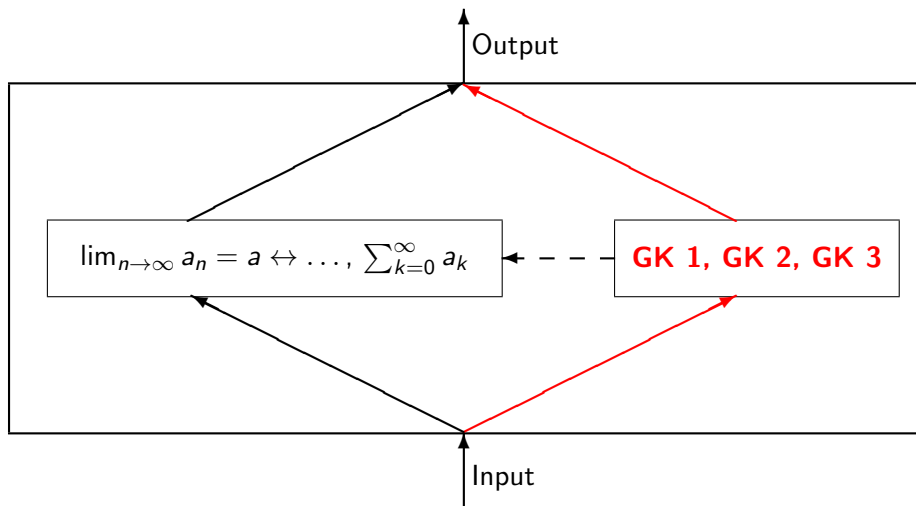 Output
lim_{n→∞} a_n = a ↔ . . . , ∑_{k=0}^{∞} a_k
GK 1, GK 2, GK 3
Input